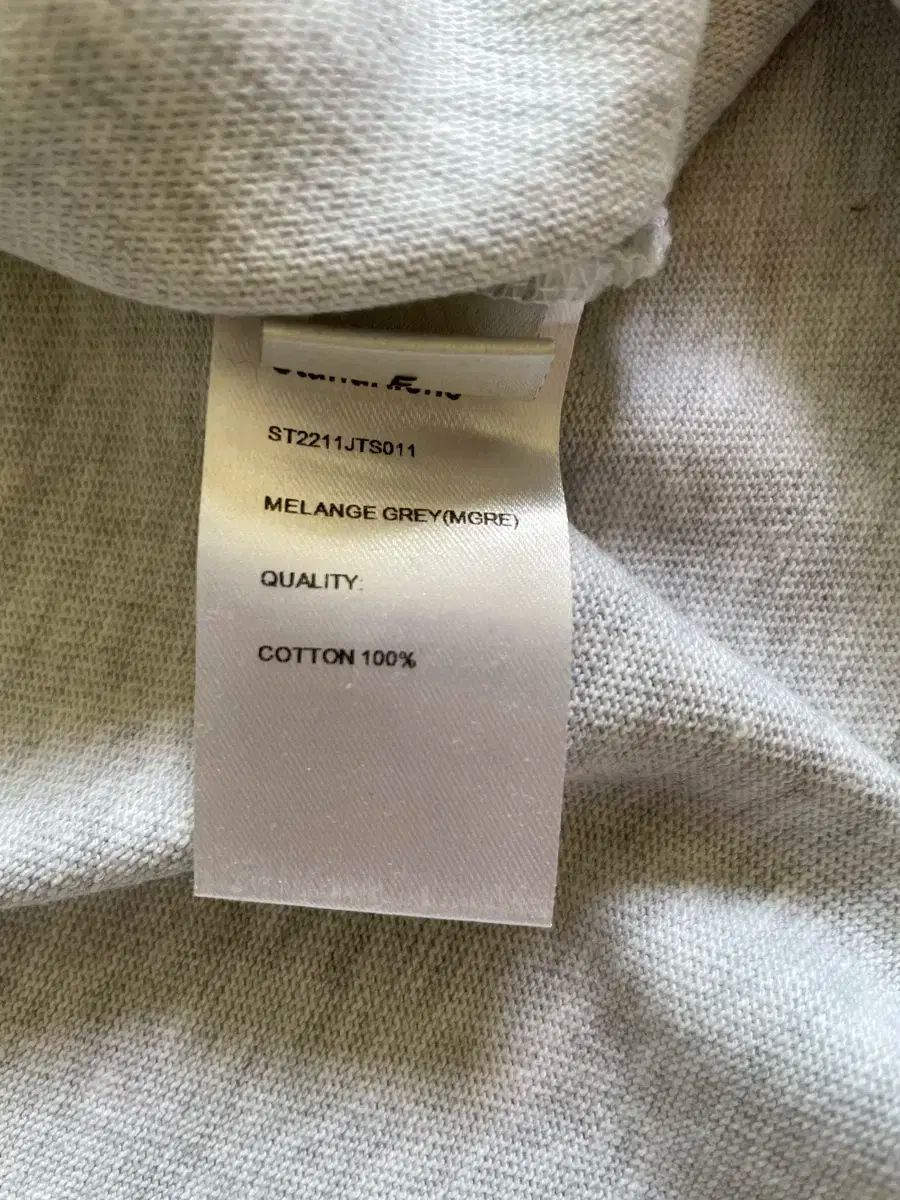 ST2211JTS011
MELANGE GREY(MGRE)
QUALITY:
COTTON 100%